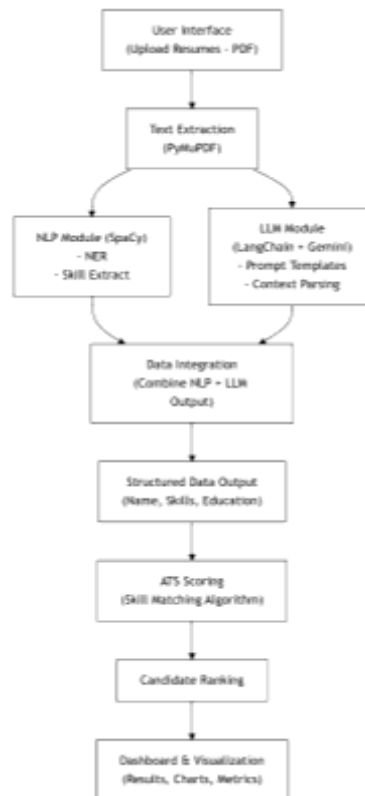 User Interface
(Upload Resumes - PDF)
Text Extraction
(PyMuPDF)
NLP Module (SpaCy)
- NER
- Skill Extract
LLM Module
(LangChain + Gemini)
- Prompt Templates
- Context Parsing
Data Integration
(Combine NLP + LLM
Output)
Structured Data Output
(Name, Skills, Education)
ATS Scoring
(Skill Matching Algorithm)
Candidate Ranking
Dashboard & Visualization
(Results, Charts, Metrics)